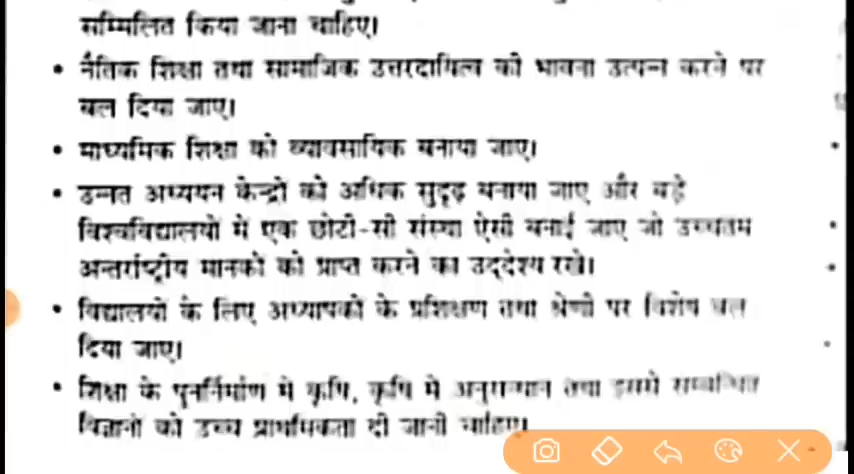 सम्मिलित किया जाना चाहिए।
• नैतिक शिक्षा तथा सामाजिक उत्तरदायित्व की भावना उत्पन्न करने पर
बल दिया जाए।
• माध्यमिक शिक्षा को व्यावसायिक बनाया जाए।
• उन्नत अध्ययन केन्द्रों को अधिक सुदृढ़ बनाया जाए और बड़े
विश्वविद्यालयों में एक छोटी-सी संस्था ऐसी बनाई जाए जो उच्चतम
अन्तर्राष्ट्रीय मानकों को प्राप्त करने का उद्देश्य रखे।
• विद्यालयों के लिए अध्यापकों के प्रशिक्षण तथा श्रेणी पर विशेष बल
दिया जाए।
• शिक्षा के पुनर्निर्माण में कृषि, कृषि में अनुसन्धान तथा इससे सम्बन्धित
विज्ञानों को उच्च प्राथमिकता दी जानी चाहिए।